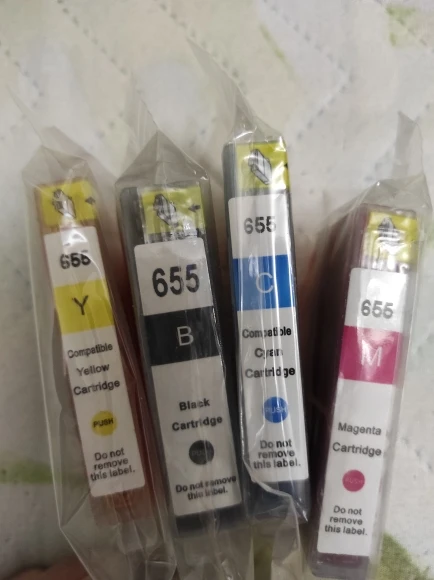 655
Y
Compatible
Yellow
Cartridge
PUSH
Do not
remove
this label.
655
B
Black
Cartridge
Do not remove
this label.
655
C
Compatible
Cyan
Cartridge
PUSH
Do not
remove
this label.
655
M
Magenta
Cartridge
PUSH
Do not
remove
this label.